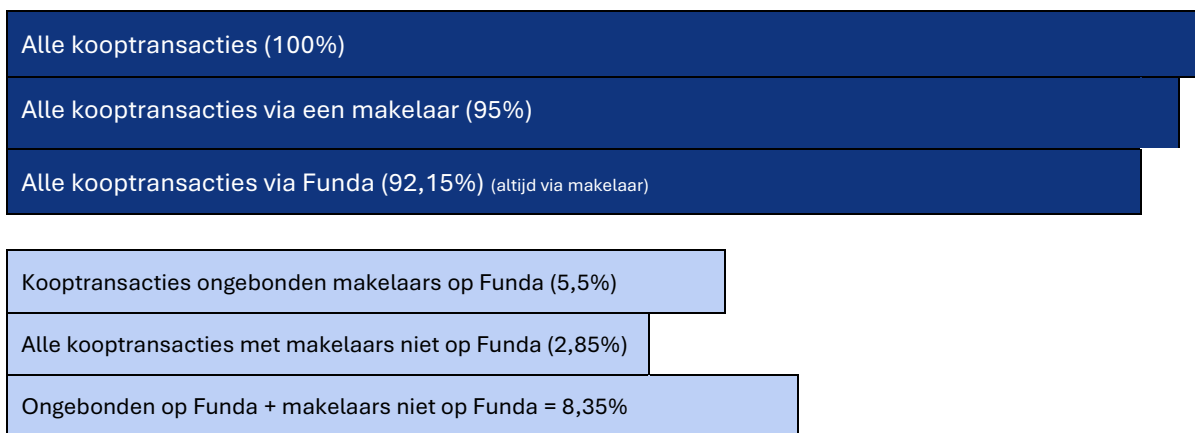 Alle kooptransacties (100%)
Alle kooptransacties via een makelaar (95%)
Alle kooptransacties via Funda (92,15%) (altijd via makelaar)
Kooptransacties ongebonden makelaars op Funda (5,5%)
Alle kooptransacties met makelaars niet op Funda (2,85%)
Ongebonden op Funda + makelaars niet op Funda = 8,35%